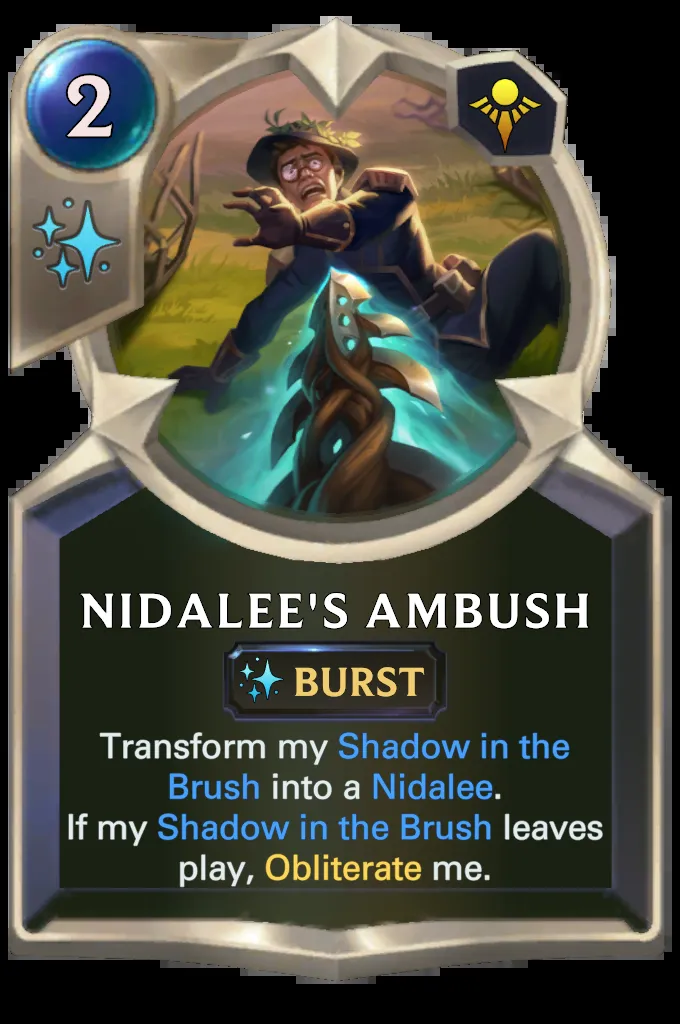 2
NIDALEE'S AMBUSH
BURST
Transform my Shadow in the
Brush into a Nidalee.
If my Shadow in the Brush leaves
play, Obliterate me.